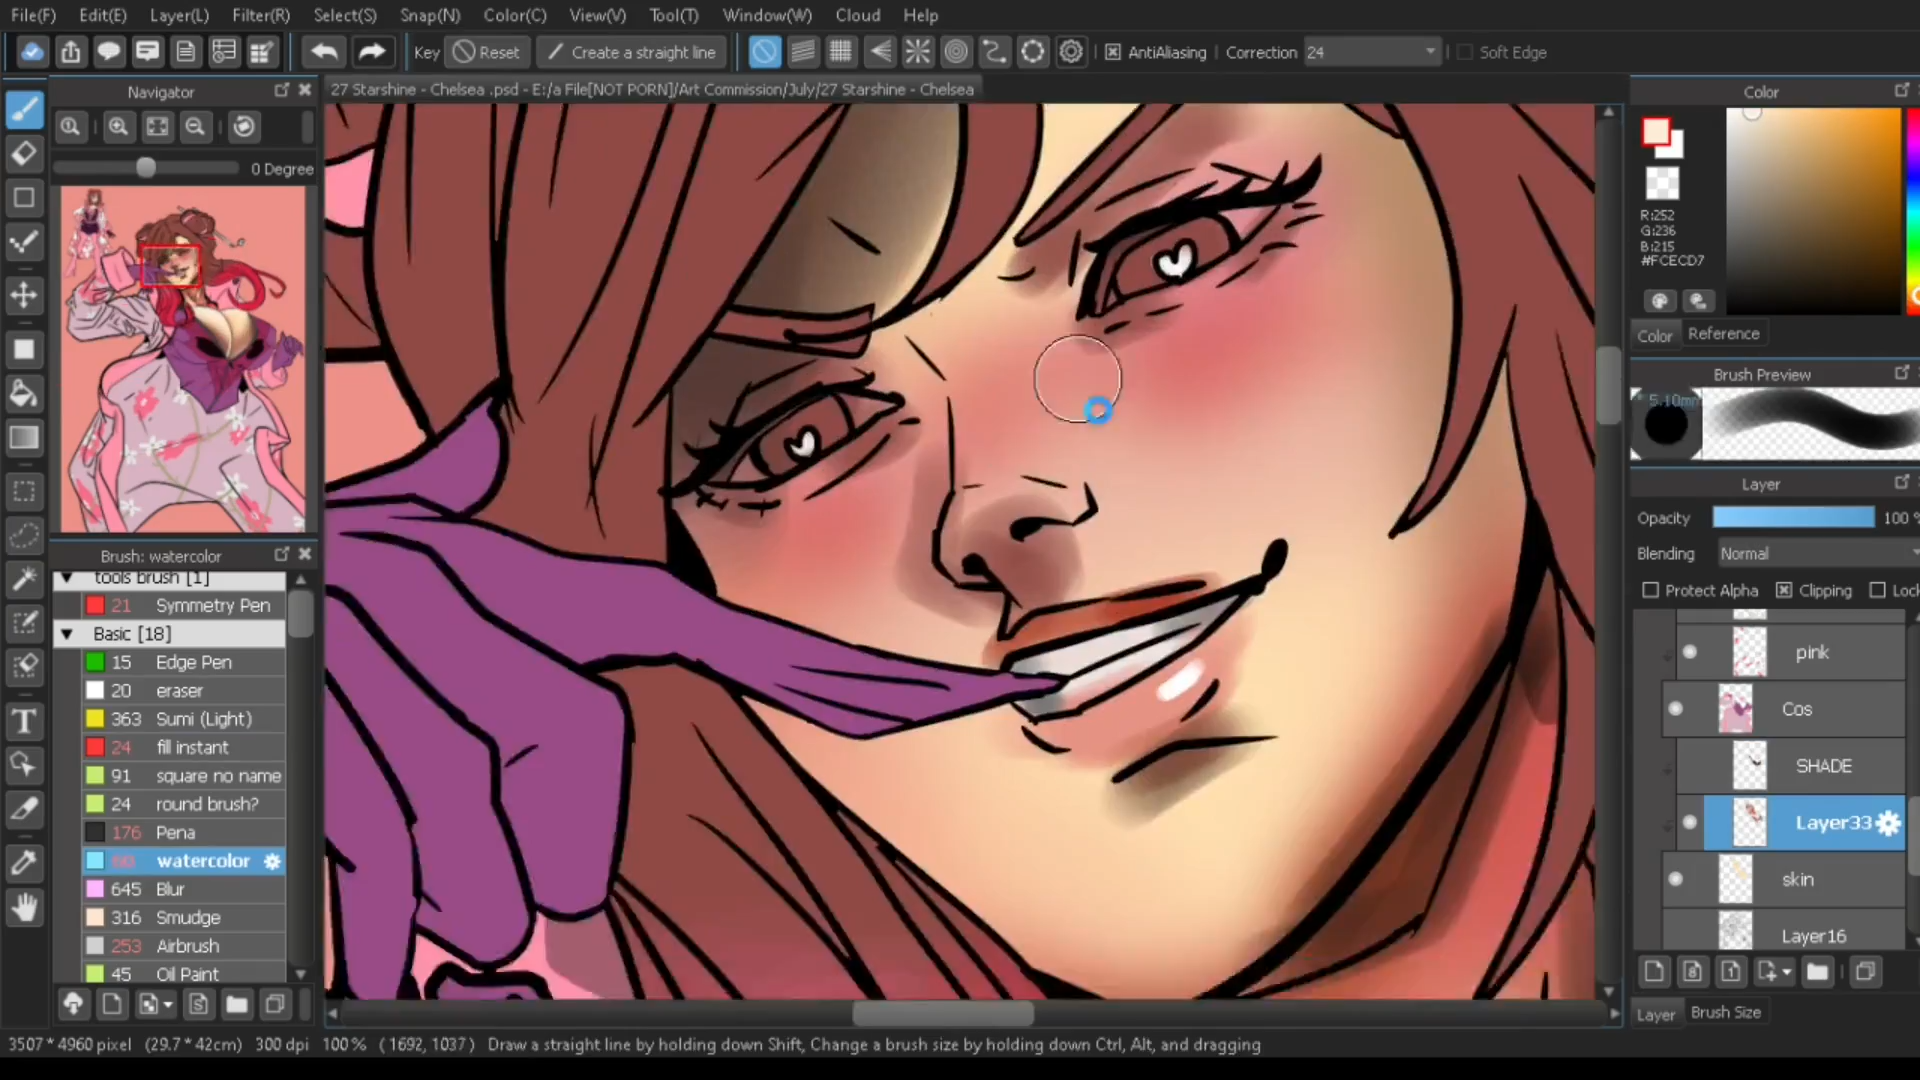 File(F) Edit(E) Layer(L) Filter(R) Select(S) Snap(N) Color(C) View(V) Tool(T) Window(W) Cloud Help
Key Reset Create a straight line AntiAliasing Correction 24 Soft Edge
Navigator
27 Starshine - Chelsea .psd - E:/a File[NOT PORN]/Art Commission/July/27 Starshine - Chelsea
0 Degree
Brush: watercolor
tools brush [1]
21 Symmetry Pen
Basic [18]
15 Edge Pen
20 eraser
363 Sumi (Light)
24 fill instant
91 square no name
24 round brush?
176 Pena
watercolor
645 Blur
316 Smudge
253 Airbrush
45 Oil Paint
Color
R:252
G:236
B:215
#FCECD7
Color Reference
Brush Preview
5.10mm
Layer
Opacity 100 %
Blending Normal
Protect Alpha Clipping Lock
pink
Cos
SHADE
Layer33
skin
Layer16
Layer Brush Size
3507 * 4960 pixel (29.7 * 42cm) 300 dpi 100 % ( 1692, 1037 ) Draw a straight line by holding down Shift, Change a brush size by holding down Ctrl, Alt, and dragging